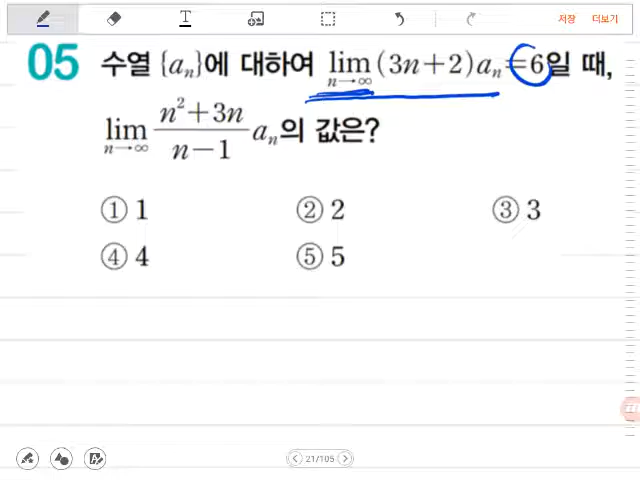 저장 더보기
05 수열 {aₙ}에 대하여 lim (3n+2)aₙ=6일 때,
n→∞
lim (n²+3n)/(n−1) aₙ의 값은?
n→∞
① 1 ② 2 ③ 3
④ 4 ⑤ 5
21/105